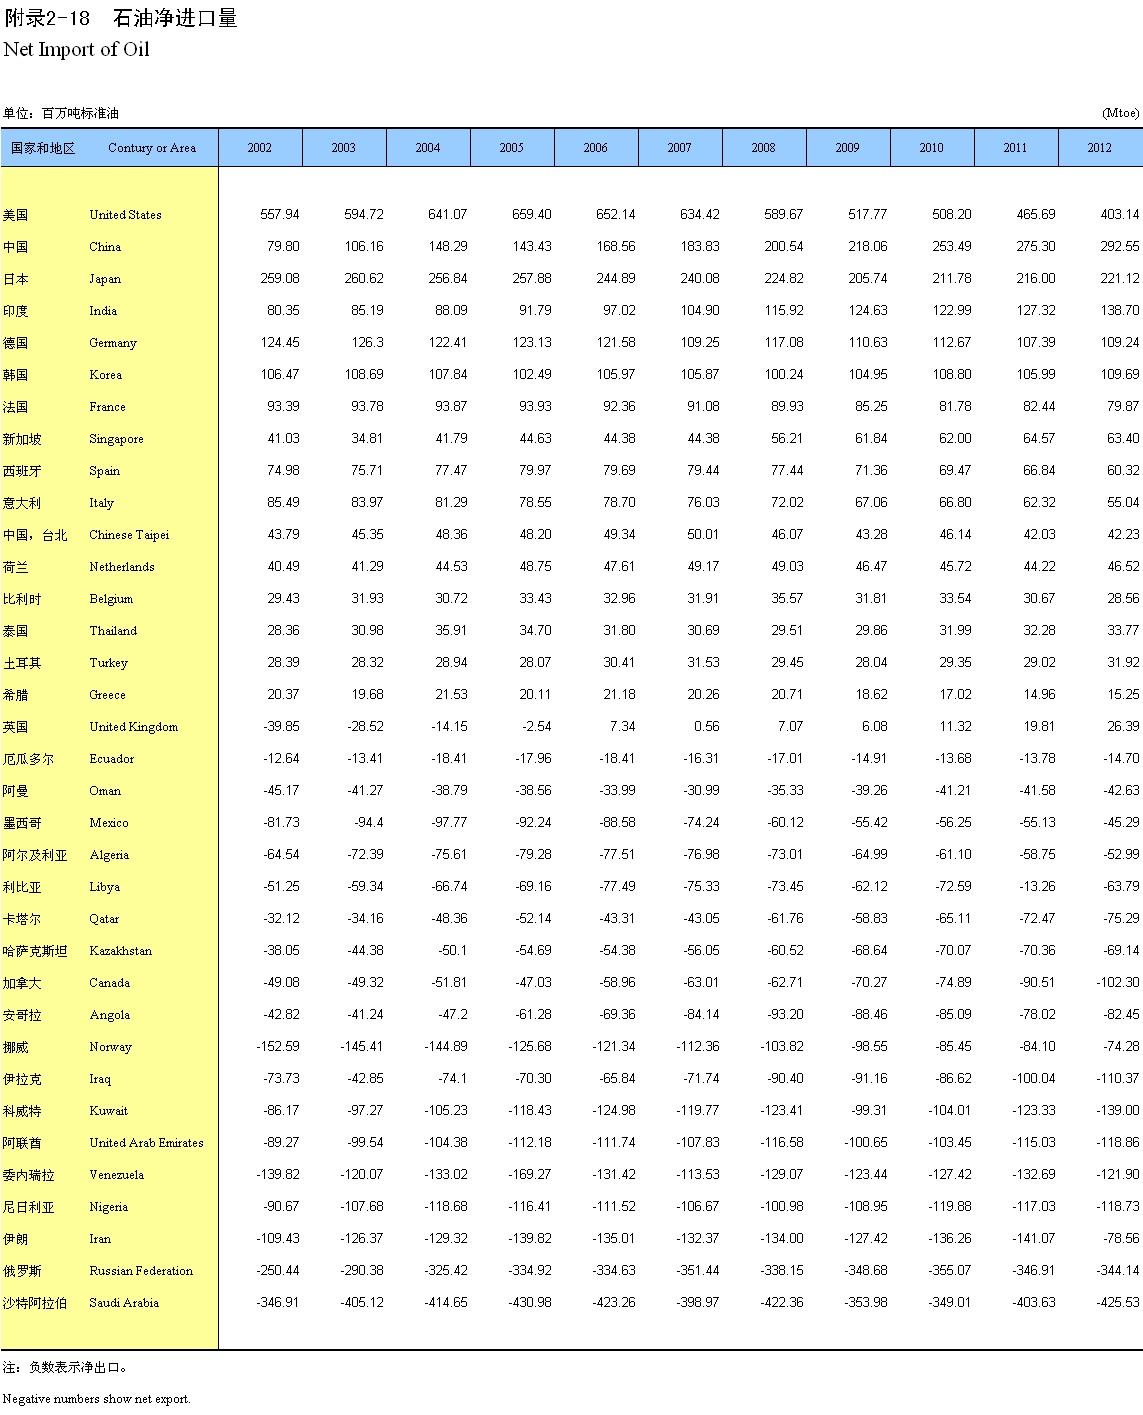 附录2-18 石油净进口量
Net Import of Oil
单位：百万吨标准油 (Mtoe)
国家和地区 Contury or Area 2002 2003 2004 2005 2006 2007 2008 2009 2010 2011 2012
美国 United States 557.94 594.72 641.07 659.40 652.14 634.42 589.67 517.77 508.20 465.69 403.14
中国 China 79.80 106.16 148.29 143.43 168.56 183.83 200.54 218.06 253.49 275.30 292.55
日本 Japan 259.08 260.62 256.84 257.88 244.89 240.08 224.82 205.74 211.78 216.00 221.12
印度 India 80.35 85.19 88.09 91.79 97.02 104.90 115.92 124.63 122.99 127.32 138.70
德国 Germany 124.45 126.3 122.41 123.13 121.58 109.25 117.08 110.63 112.67 107.39 109.24
韩国 Korea 106.47 108.69 107.84 102.49 105.97 105.87 100.24 104.95 108.80 105.99 109.69
法国 France 93.39 93.78 93.87 93.93 92.36 91.08 89.93 85.25 81.78 82.44 79.87
新加坡 Singapore 41.03 34.81 41.79 44.63 44.38 44.38 56.21 61.84 62.00 64.57 63.40
西班牙 Spain 74.98 75.71 77.47 79.97 79.69 79.44 77.44 71.36 69.47 66.84 60.32
意大利 Italy 85.49 83.97 81.29 78.55 78.70 76.03 72.02 67.06 66.80 62.32 55.04
中国，台北 Chinese Taipei 43.79 45.35 48.36 48.20 49.34 50.01 46.07 43.28 46.14 42.03 42.23
荷兰 Netherlands 40.49 41.29 44.53 48.75 47.61 49.17 49.03 46.47 45.72 44.22 46.52
比利时 Belgium 29.43 31.93 30.72 33.43 32.96 31.91 35.57 31.81 33.54 30.67 28.56
泰国 Thailand 28.36 30.98 35.91 34.70 31.80 30.69 29.51 29.86 31.99 32.28 33.77
土耳其 Turkey 28.39 28.32 28.94 28.07 30.41 31.53 29.45 28.04 29.35 29.02 31.92
希腊 Greece 20.37 19.68 21.53 20.11 21.18 20.26 20.71 18.62 17.02 14.96 15.25
英国 United Kingdom -39.85 -28.52 -14.15 -2.54 7.34 0.56 7.07 6.08 11.32 19.81 26.39
厄瓜多尔 Ecuador -12.64 -13.41 -18.41 -17.96 -18.41 -16.31 -17.01 -14.91 -13.68 -13.78 -14.70
阿曼 Oman -45.17 -41.27 -38.79 -38.56 -33.99 -30.99 -35.33 -39.26 -41.21 -41.58 -42.63
墨西哥 Mexico -81.73 -94.4 -97.77 -92.24 -88.58 -74.24 -60.12 -55.42 -56.25 -55.13 -45.29
阿尔及利亚 Algeria -64.54 -72.39 -75.61 -79.28 -77.51 -76.98 -73.01 -64.99 -61.10 -58.75 -52.99
利比亚 Libya -51.25 -59.34 -66.74 -69.16 -77.49 -75.33 -73.45 -62.12 -72.59 -13.26 -63.79
卡塔尔 Qatar -32.12 -34.16 -48.36 -52.14 -43.31 -43.05 -61.76 -58.83 -65.11 -72.47 -75.29
哈萨克斯坦 Kazakhstan -38.05 -44.38 -50.1 -54.69 -54.38 -56.05 -60.52 -68.64 -70.07 -70.36 -69.14
加拿大 Canada -49.08 -49.32 -51.81 -47.03 -58.96 -63.01 -62.71 -70.27 -74.89 -90.51 -102.30
安哥拉 Angola -42.82 -41.24 -47.2 -61.28 -69.36 -84.14 -93.20 -88.46 -85.09 -78.02 -82.45
挪威 Norway -152.59 -145.41 -144.89 -125.68 -121.34 -112.36 -103.82 -98.55 -85.45 -84.10 -74.28
伊拉克 Iraq -73.73 -42.85 -74.1 -70.30 -65.84 -71.74 -90.40 -91.16 -86.62 -100.04 -110.37
科威特 Kuwait -86.17 -97.27 -105.23 -118.43 -124.98 -119.77 -123.41 -99.31 -104.01 -123.33 -139.00
阿联酋 United Arab Emirates -89.27 -99.54 -104.38 -112.18 -111.74 -107.83 -116.58 -100.65 -103.45 -115.03 -118.86
委内瑞拉 Venezuela -139.82 -120.07 -133.02 -169.27 -131.42 -113.53 -129.07 -123.44 -127.42 -132.69 -121.90
尼日利亚 Nigeria -90.67 -107.68 -118.68 -116.41 -111.52 -106.67 -100.98 -108.95 -119.88 -117.03 -118.73
伊朗 Iran -109.43 -126.37 -129.32 -139.82 -135.01 -132.37 -134.00 -127.42 -136.26 -141.07 -78.56
俄罗斯 Russian Federation -250.44 -290.38 -325.42 -334.92 -334.63 -351.44 -338.15 -348.68 -355.07 -346.91 -344.14
沙特阿拉伯 Saudi Arabia -346.91 -405.12 -414.65 -430.98 -423.26 -398.97 -422.36 -353.98 -349.01 -403.63 -425.53
注：负数表示净出口。
Negative numbers show net export.